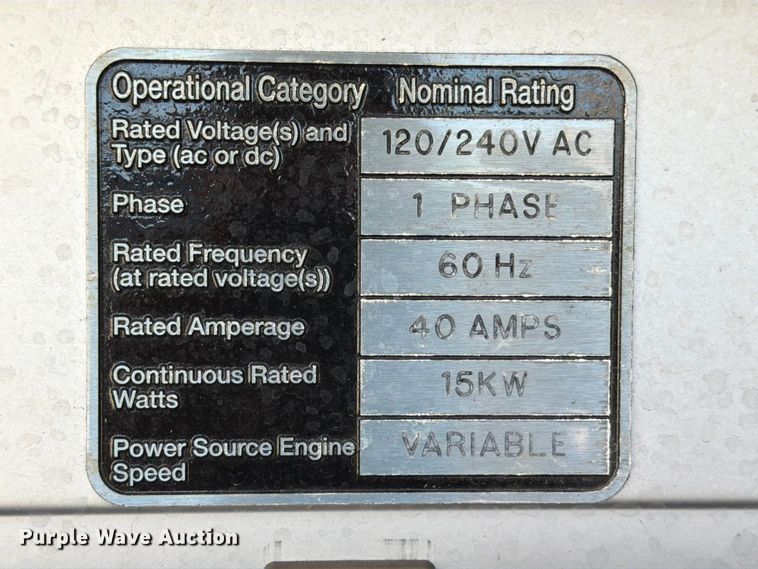 Operational Category Nominal Rating
Rated Voltage(s) and
Type (ac or dc)
120/240V AC
Phase
1 PHASE
Rated Frequency
(at rated voltage(s))
60 Hz
Rated Amperage
40 AMPS
Continuous Rated
Watts
15KW
Power Source Engine
Speed
VARIABLE
Purple Wave Auction